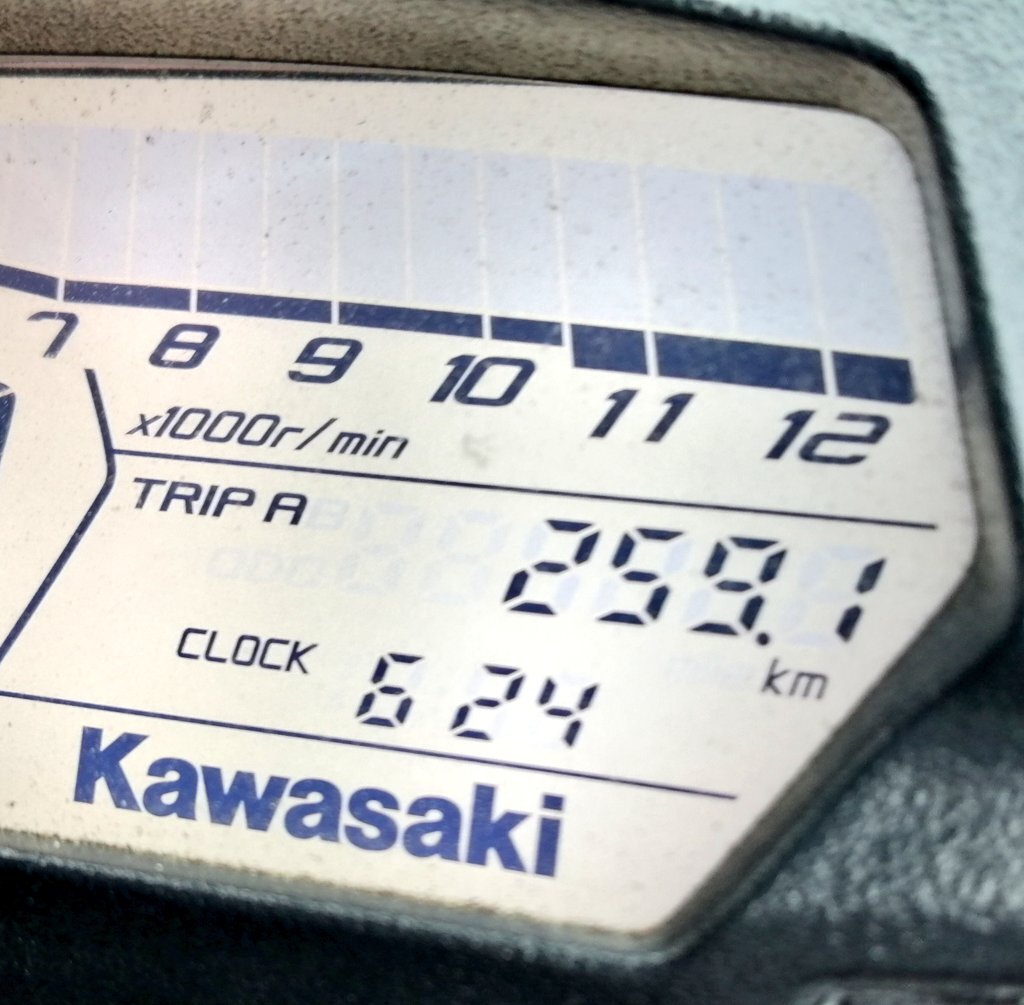 7 8 9 10 11 12
x1000r/min
TRIP A
259.1
km
CLOCK 6 24
Kawasaki